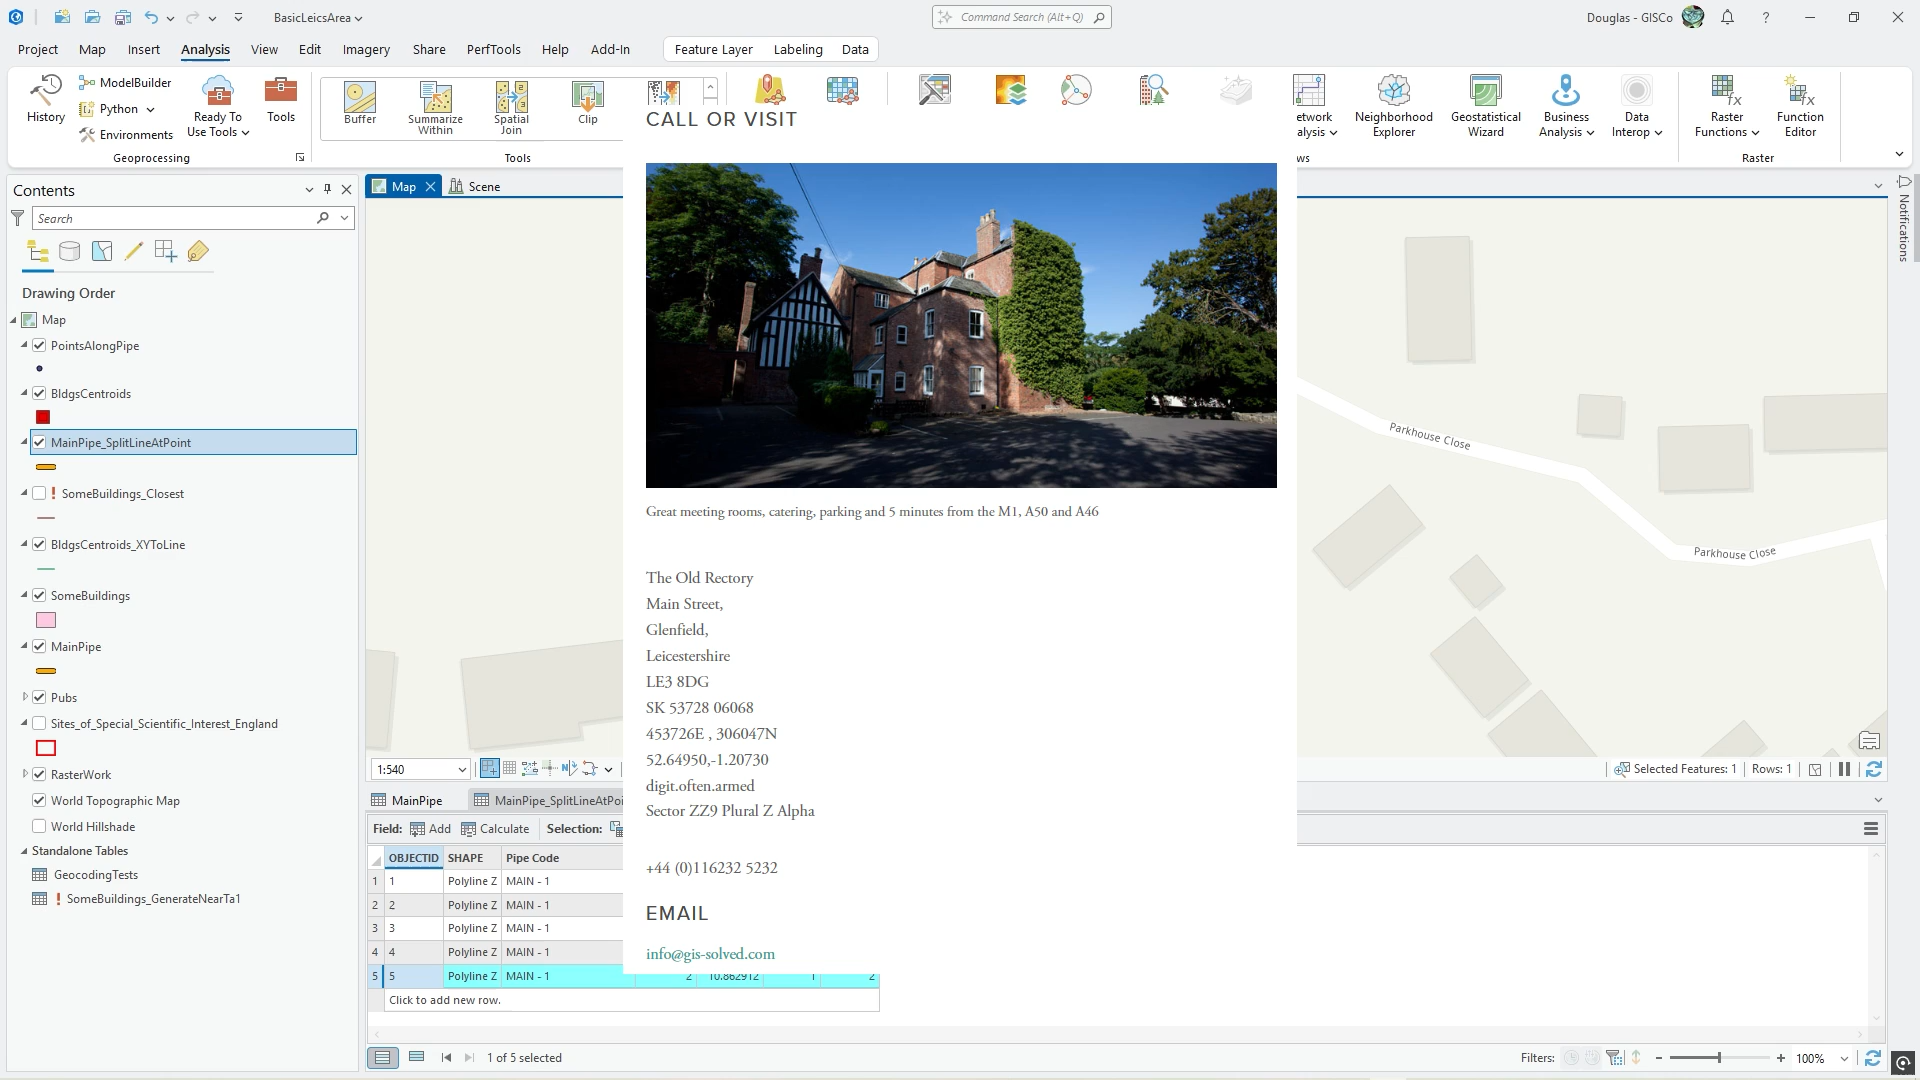 BasicLeicsArea
Command Search (Alt+Q)
Douglas - GISCo
?
Project
Map
Insert
Analysis
View
Edit
Imagery
Share
PerfTools
Help
Add-In
Feature Layer
Labeling
Data
History
ModelBuilder
Python
Environments
Ready To
Use Tools
Tools
Geoprocessing
Buffer
Summarize
Within
Spatial
Join
Clip
Tools
etwork
alysis
Neighborhood
Explorer
Geostatistical
Wizard
Business
Analysis
Data
Interop
ws
Raster
Functions
Function
Editor
Raster
Contents
Search
Drawing Order
Map
PointsAlongPipe
BldgsCentroids
MainPipe_SplitLineAtPoint
! SomeBuildings_Closest
BldgsCentroids_XYToLine
SomeBuildings
MainPipe
Pubs
Sites_of_Special_Scientific_Interest_England
RasterWork
World Topographic Map
World Hillshade
Standalone Tables
GeocodingTests
! SomeBuildings_GenerateNearTa1
Map
Scene
Notifications
CALL OR VISIT
Great meeting rooms, catering, parking and 5 minutes from the M1, A50 and A46
The Old Rectory
Main Street,
Glenfield,
Leicestershire
LE3 8DG
SK 53728 06068
453726E , 306047N
52.64950,-1.20730
digit.often.armed
Sector ZZ9 Plural Z Alpha
+44 (0)116232 5232
EMAIL
info@gis-solved.com
Parkhouse Close
Parkhouse Close
1:540
Selected Features: 1
Rows: 1
MainPipe
MainPipe_SplitLineAtPoi
Field: Add Calculate Selection:
OBJECTID SHAPE Pipe Code
1 1 Polyline Z MAIN - 1
2 2 Polyline Z MAIN - 1
3 3 Polyline Z MAIN - 1
4 4 Polyline Z MAIN - 1
5 5 Polyline Z MAIN - 1 2 10.862912 1 2
Click to add new row.
1 of 5 selected
Filters:
- + 100%